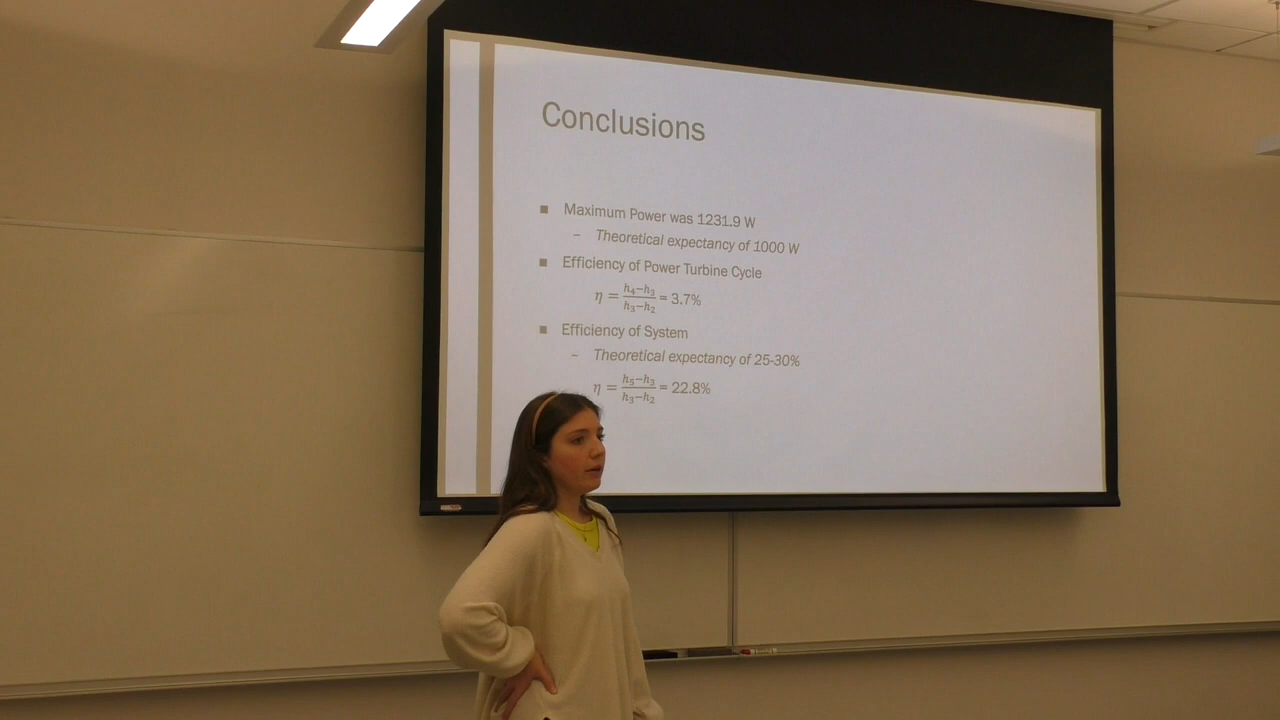 Conclusions
■ Maximum Power was 1231.9 W
– Theoretical expectancy of 1000 W
■ Efficiency of Power Turbine Cycle
η = (h₄−h₃)/(h₃−h₂) = 3.7%
■ Efficiency of System
– Theoretical expectancy of 25-30%
η = (h₅−h₃)/(h₃−h₂) = 22.8%